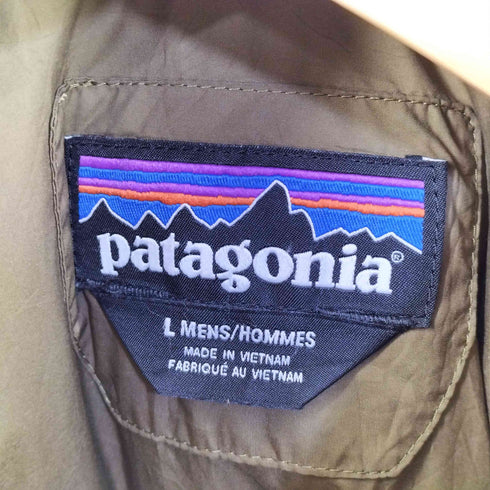 patagonia®
L MENS/HOMMES
MADE IN VIETNAM
FABRIQUÉ AU VIETNAM